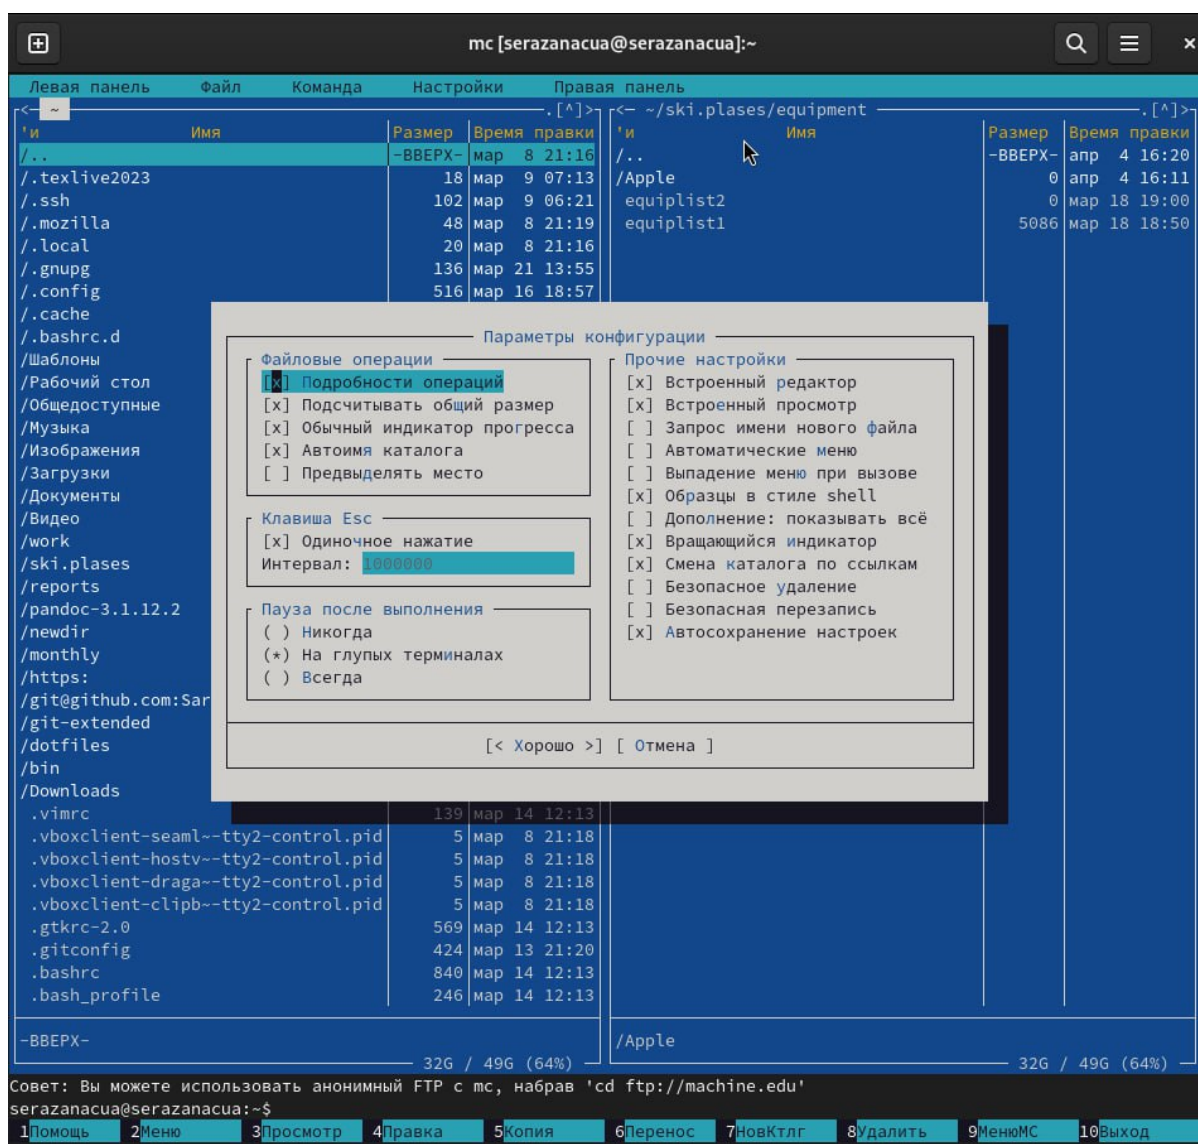 mc [serazanacua@serazanacua]:~
Левая панель Файл Команда Настройки Правая панель
<─ ~ .[^]> <─ ~/ski.plases/equipment .[^]>
'и Имя Размер Время правки 'и Имя Размер Время правки
/.. -ВВЕРХ- мар 8 21:16 /.. -ВВЕРХ- апр 4 16:20
/.texlive2023 18 мар 9 07:13 /Apple 0 апр 4 16:11
/.ssh 102 мар 9 06:21 equiplist2 0 мар 18 19:00
/.mozilla 48 мар 8 21:19 equiplist1 5086 мар 18 18:50
/.local 20 мар 8 21:16
/.gnupg 136 мар 21 13:55
/.config 516 мар 16 18:57
/.cache
/.bashrc.d
/Шаблоны
/Рабочий стол
/Общедоступные
/Музыка
/Изображения
/Загрузки
/Документы
/Видео
/work
/ski.plases
/reports
/pandoc-3.1.12.2
/newdir
/monthly
/https:
/git@github.com:Sar
/git-extended
/dotfiles
/bin
/Downloads
.vimrc 139 мар 14 12:13
.vboxclient-seaml~-tty2-control.pid 5 мар 8 21:18
.vboxclient-hostv~-tty2-control.pid 5 мар 8 21:18
.vboxclient-draga~-tty2-control.pid 5 мар 8 21:18
.vboxclient-clipb~-tty2-control.pid 5 мар 8 21:18
.gtkrc-2.0 569 мар 14 12:13
.gitconfig 424 мар 13 21:20
.bashrc 840 мар 14 12:13
.bash_profile 246 мар 14 12:13
Параметры конфигурации
Файловые операции
[x] Подробности операций
[x] Подсчитывать общий размер
[x] Обычный индикатор прогресса
[x] Автоимя каталога
[ ] Предвыделять место
Клавиша Esc
[x] Одиночное нажатие
Интервал: 1000000
Пауза после выполнения
( ) Никогда
(*) На глупых терминалах
( ) Всегда
Прочие настройки
[x] Встроенный редактор
[x] Встроенный просмотр
[ ] Запрос имени нового файла
[ ] Автоматические меню
[ ] Выпадение меню при вызове
[x] Образцы в стиле shell
[ ] Дополнение: показывать всё
[x] Вращающийся индикатор
[x] Смена каталога по ссылкам
[ ] Безопасное удаление
[ ] Безопасная перезапись
[x] Автосохранение настроек
[< Хорошо >] [ Отмена ]
-ВВЕРХ- /Apple
32G / 49G (64%) 32G / 49G (64%)
Совет: Вы можете использовать анонимный FTP с mc, набрав 'cd ftp://machine.edu'
serazanacua@serazanacua:~$
1Помощь 2Меню 3Просмотр 4Правка 5Копия 6Перенос 7НовКтлг 8Удалить 9МенюMC 10Выход